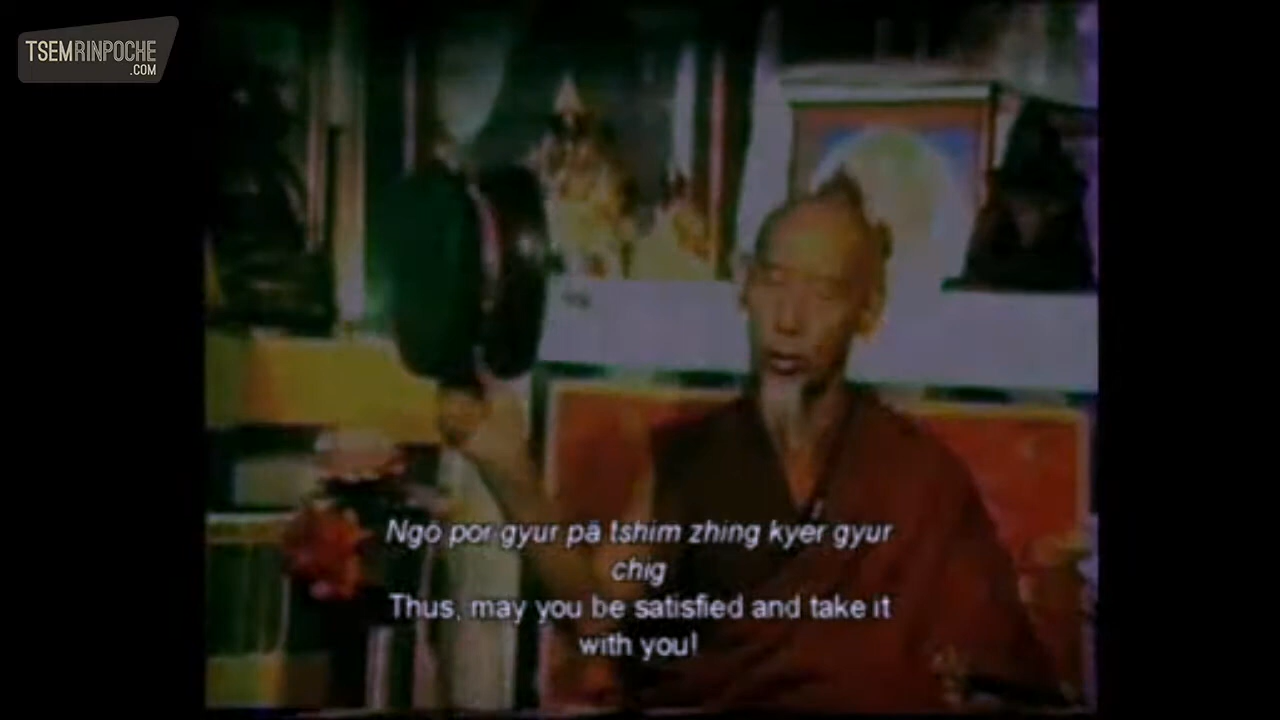 TSEMRINPOCHE
.COM
Ngö por gyur pä tshim zhing kyer gyur
chig
Thus, may you be satisfied and take it
with you!